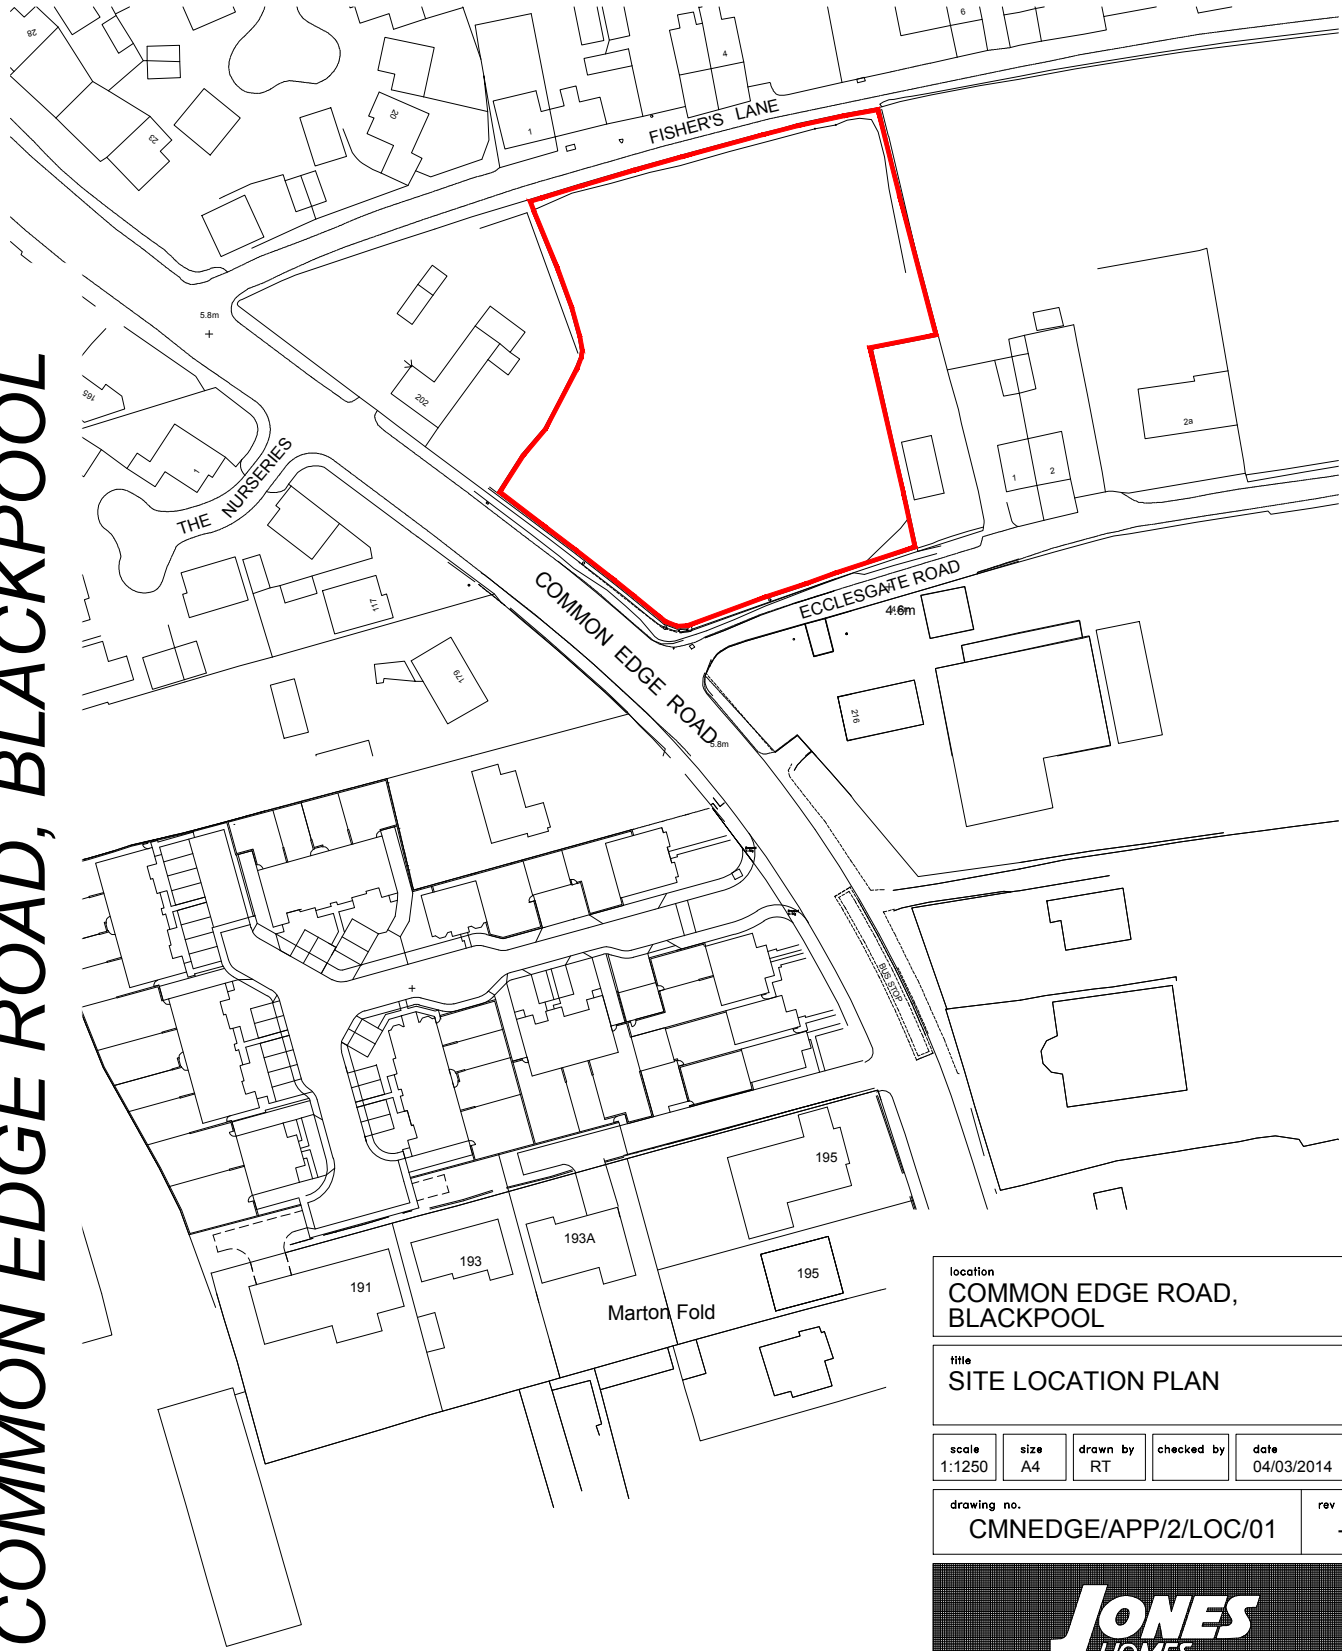 COMMON EDGE ROAD, BLACKPOOL
28
23
20
1
4
6
FISHER'S LANE
5.8m
165
1
202
THE NURSERIES
117
179
COMMON EDGE ROAD
5.8m
ECCLESGATE ROAD
1
2
2a
216
BUS STOP
195
193A
193
191
195
Marton Fold
location
COMMON EDGE ROAD,
BLACKPOOL
title
SITE LOCATION PLAN
scale
1:1250
size
A4
drawn by
RT
checked by
date
04/03/2014
drawing no.
CMNEDGE/APP/2/LOC/01
rev
-
JONES
HOMES